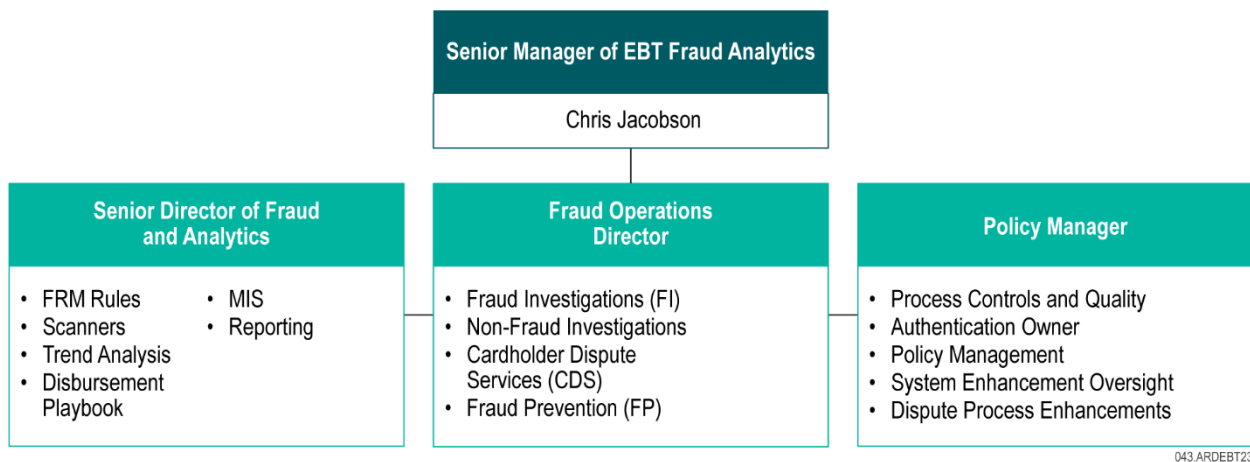 Senior Manager of EBT Fraud Analytics
Chris Jacobson
Senior Director of Fraud
and Analytics
• FRM Rules
• Scanners
• Trend Analysis
• Disbursement
Playbook
• MIS
• Reporting
Fraud Operations
Director
• Fraud Investigations (FI)
• Non-Fraud Investigations
• Cardholder Dispute
Services (CDS)
• Fraud Prevention (FP)
Policy Manager
• Process Controls and Quality
• Authentication Owner
• Policy Management
• System Enhancement Oversight
• Dispute Process Enhancements
043.ARDEBT23